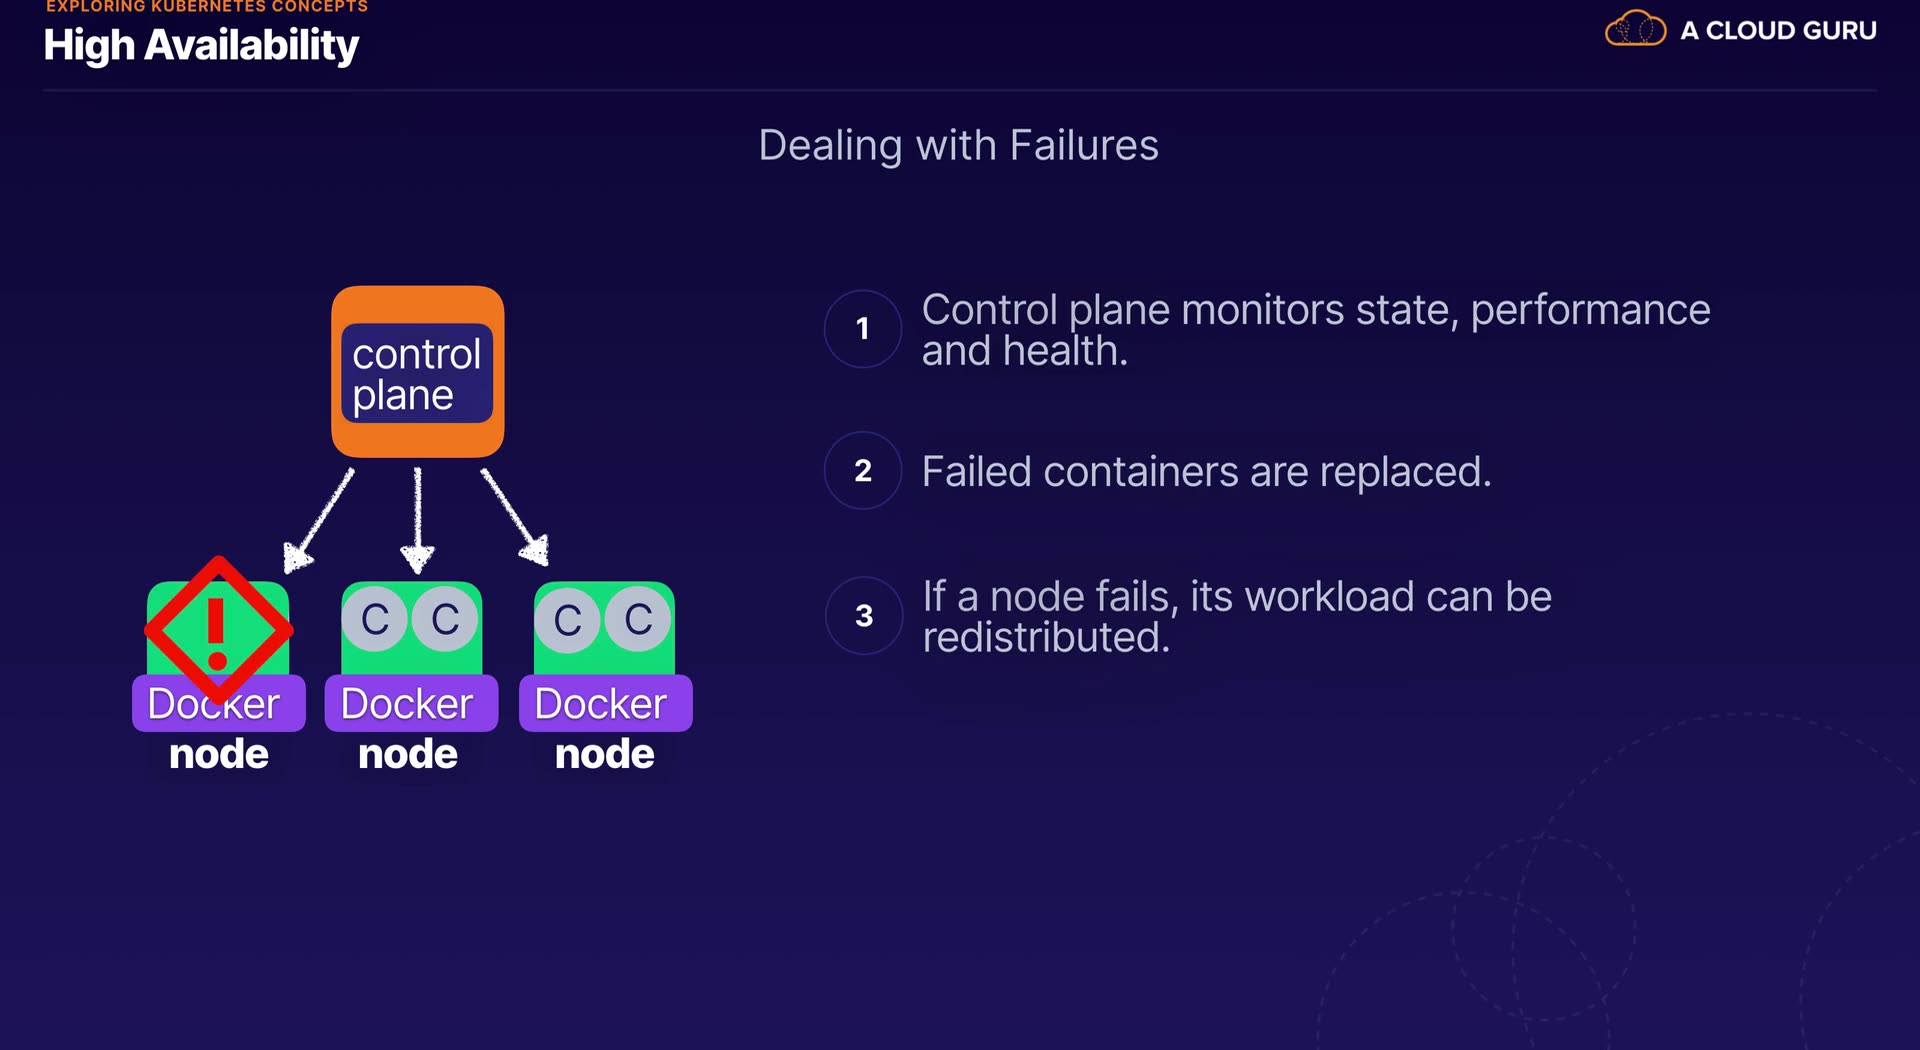 EXPLORING KUBERNETES CONCEPTS
High Availability
A CLOUD GURU
Dealing with Failures
control
plane
C C
C C
!
Docker
Docker
Docker
node
node
node
1
Control plane monitors state, performance
and health.
2
Failed containers are replaced.
3
If a node fails, its workload can be
redistributed.